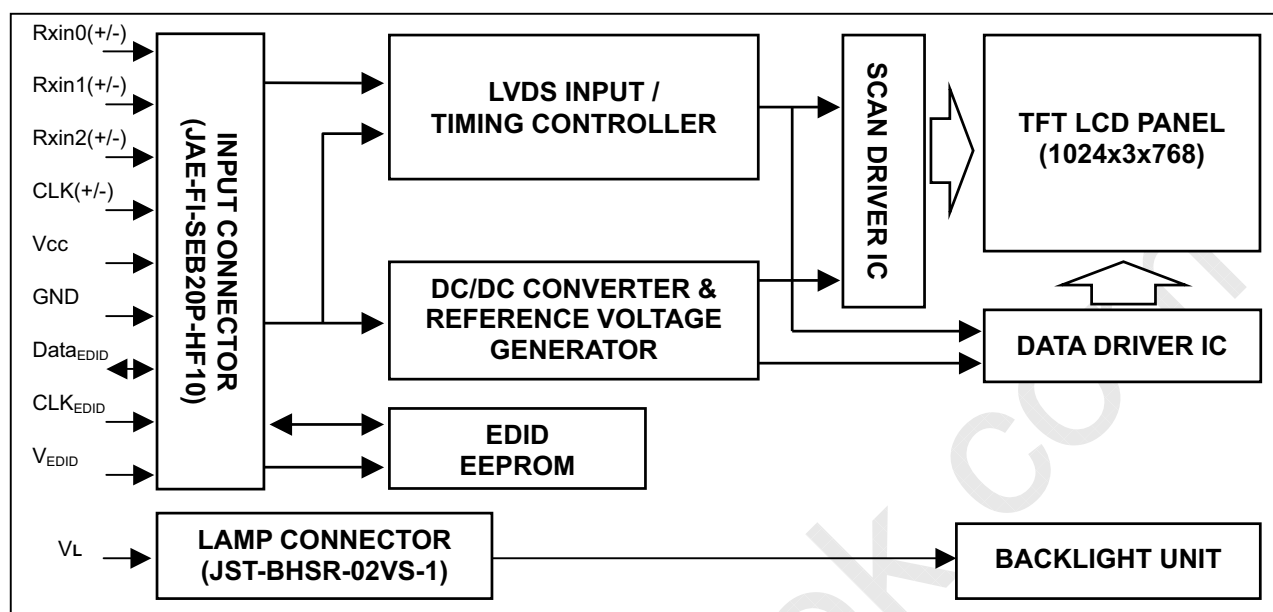 Rxin0(+/-)
Rxin1(+/-)
Rxin2(+/-)
CLK(+/-)
Vcc
GND
DataEDID
CLKEDID
VEDID
VL
INPUT CONNECTOR
(JAE-FI-SEB20P-HF10)
LVDS INPUT /
TIMING CONTROLLER
DC/DC CONVERTER &
REFERENCE VOLTAGE
GENERATOR
EDID
EEPROM
LAMP CONNECTOR
(JST-BHSR-02VS-1)
SCAN DRIVER IC
TFT LCD PANEL
(1024x3x768)
DATA DRIVER IC
BACKLIGHT UNIT